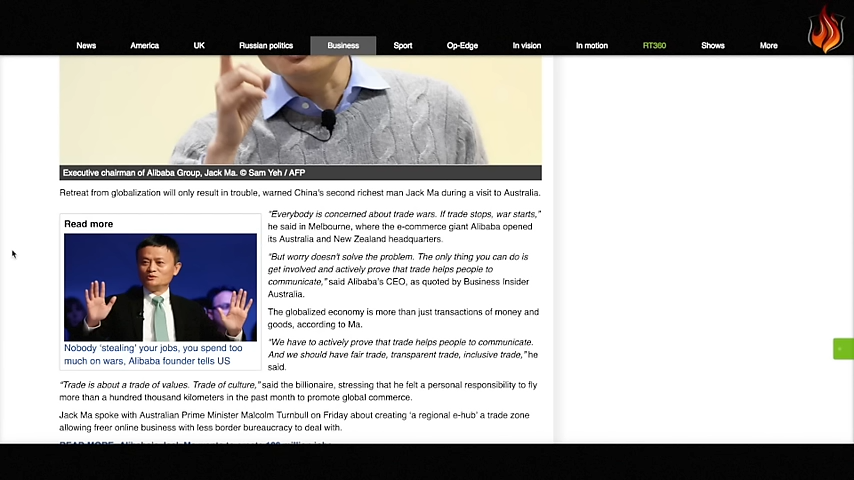 News America UK Russian politics Business Sport Op-Edge In vision In motion RT360 Shows More
Executive chairman of Alibaba Group, Jack Ma. © Sam Yeh / AFP
Retreat from globalization will only result in trouble, warned China's second richest man Jack Ma during a visit to Australia.
Read more
Nobody ‘stealing’ your jobs, you spend too
much on wars, Alibaba founder tells US
“Everybody is concerned about trade wars. If trade stops, war starts,”
he said in Melbourne, where the e-commerce giant Alibaba opened
its Australia and New Zealand headquarters.
“But worry doesn't solve the problem. The only thing you can do is
get involved and actively prove that trade helps people to
communicate,” said Alibaba's CEO, as quoted by Business Insider
Australia.
The globalized economy is more than just transactions of money and
goods, according to Ma.
“We have to actively prove that trade helps people to communicate.
And we should have fair trade, transparent trade, inclusive trade,” he
said.
“Trade is about a trade of values. Trade of culture,” said the billionaire, stressing that he felt a personal responsibility to fly
more than a hundred thousand kilometers in the past month to promote global commerce.
Jack Ma spoke with Australian Prime Minister Malcolm Turnbull on Friday about creating ‘a regional e-hub’ a trade zone
allowing freer online business with less border bureaucracy to deal with.